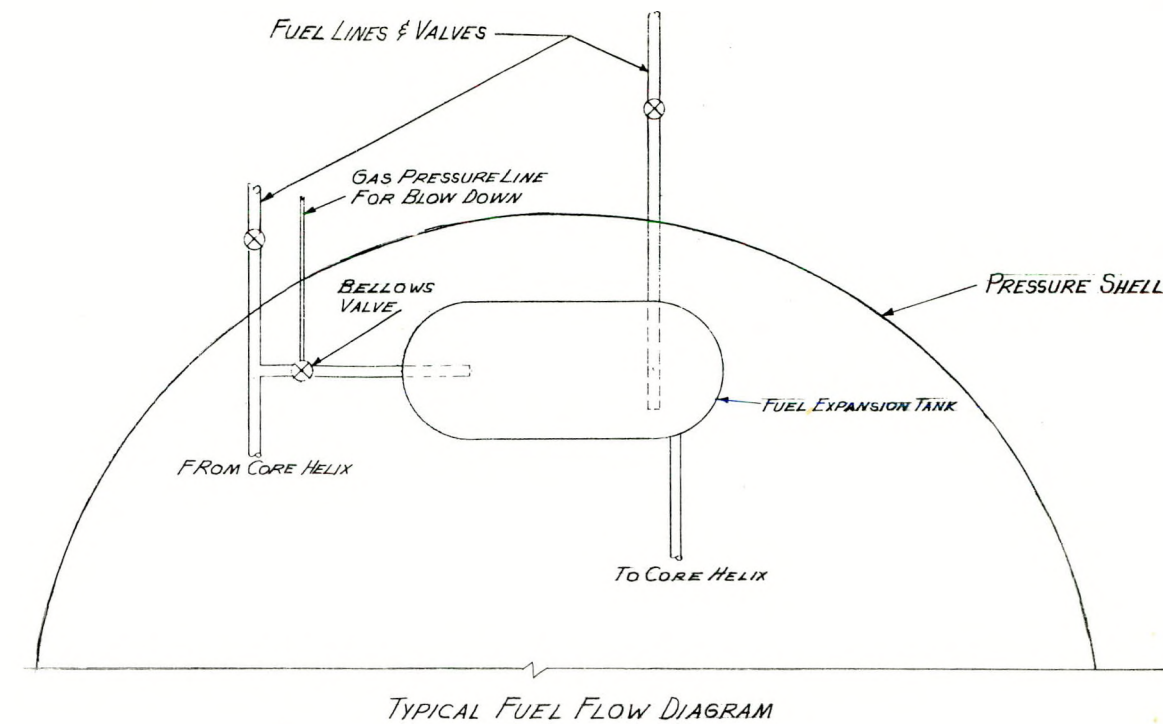 FUEL LINES & VALVES
GAS PRESSURE LINE
FOR BLOW DOWN
BELLOWS
VALVE
PRESSURE SHELL
FUEL EXPANSION TANK
FROM CORE HELIX
TO CORE HELIX
TYPICAL FUEL FLOW DIAGRAM